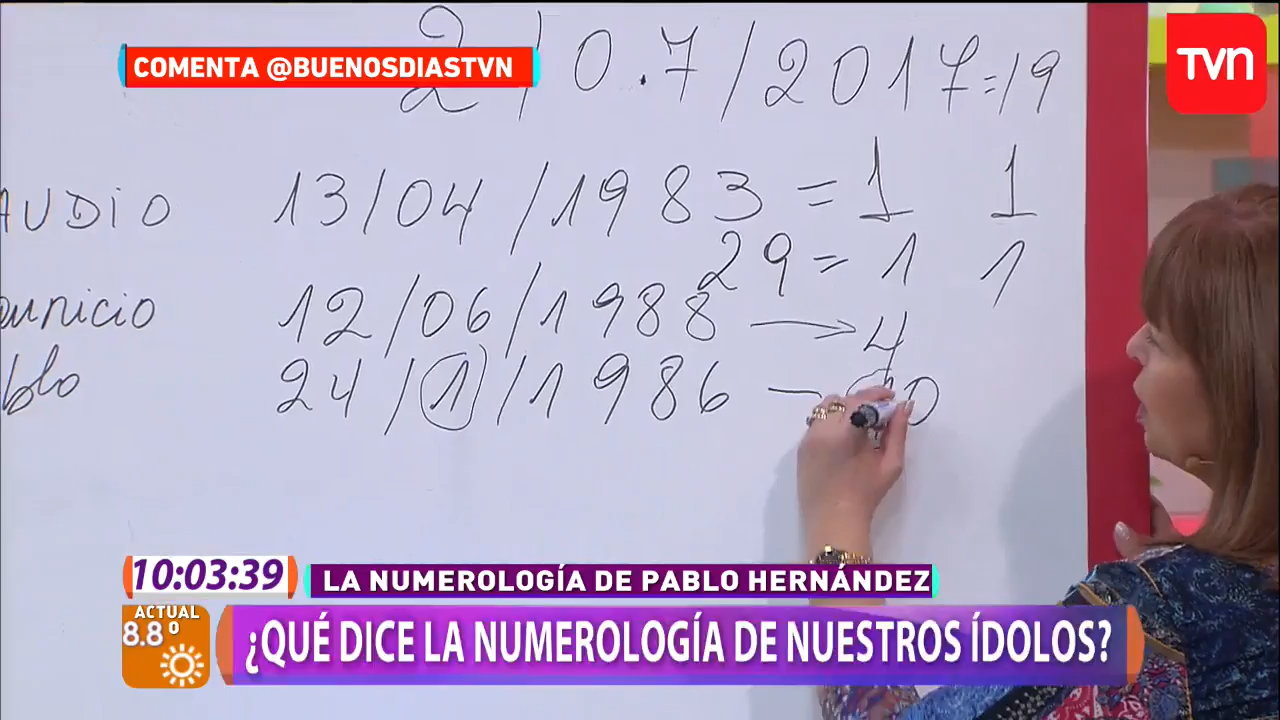 COMENTA @BUENOSDIASTVN
TVN
2/0.7/2017=19
AUDIO 13/04/1983 = 1 1
29 = 1 1
unicio 12/06/1988 → 4
blo 24/1/1986 –
10:03:39
LA NUMEROLOGÍA DE PABLO HERNÁNDEZ
ACTUAL
8.8º
¿QUÉ DICE LA NUMEROLOGÍA DE NUESTROS ÍDOLOS?